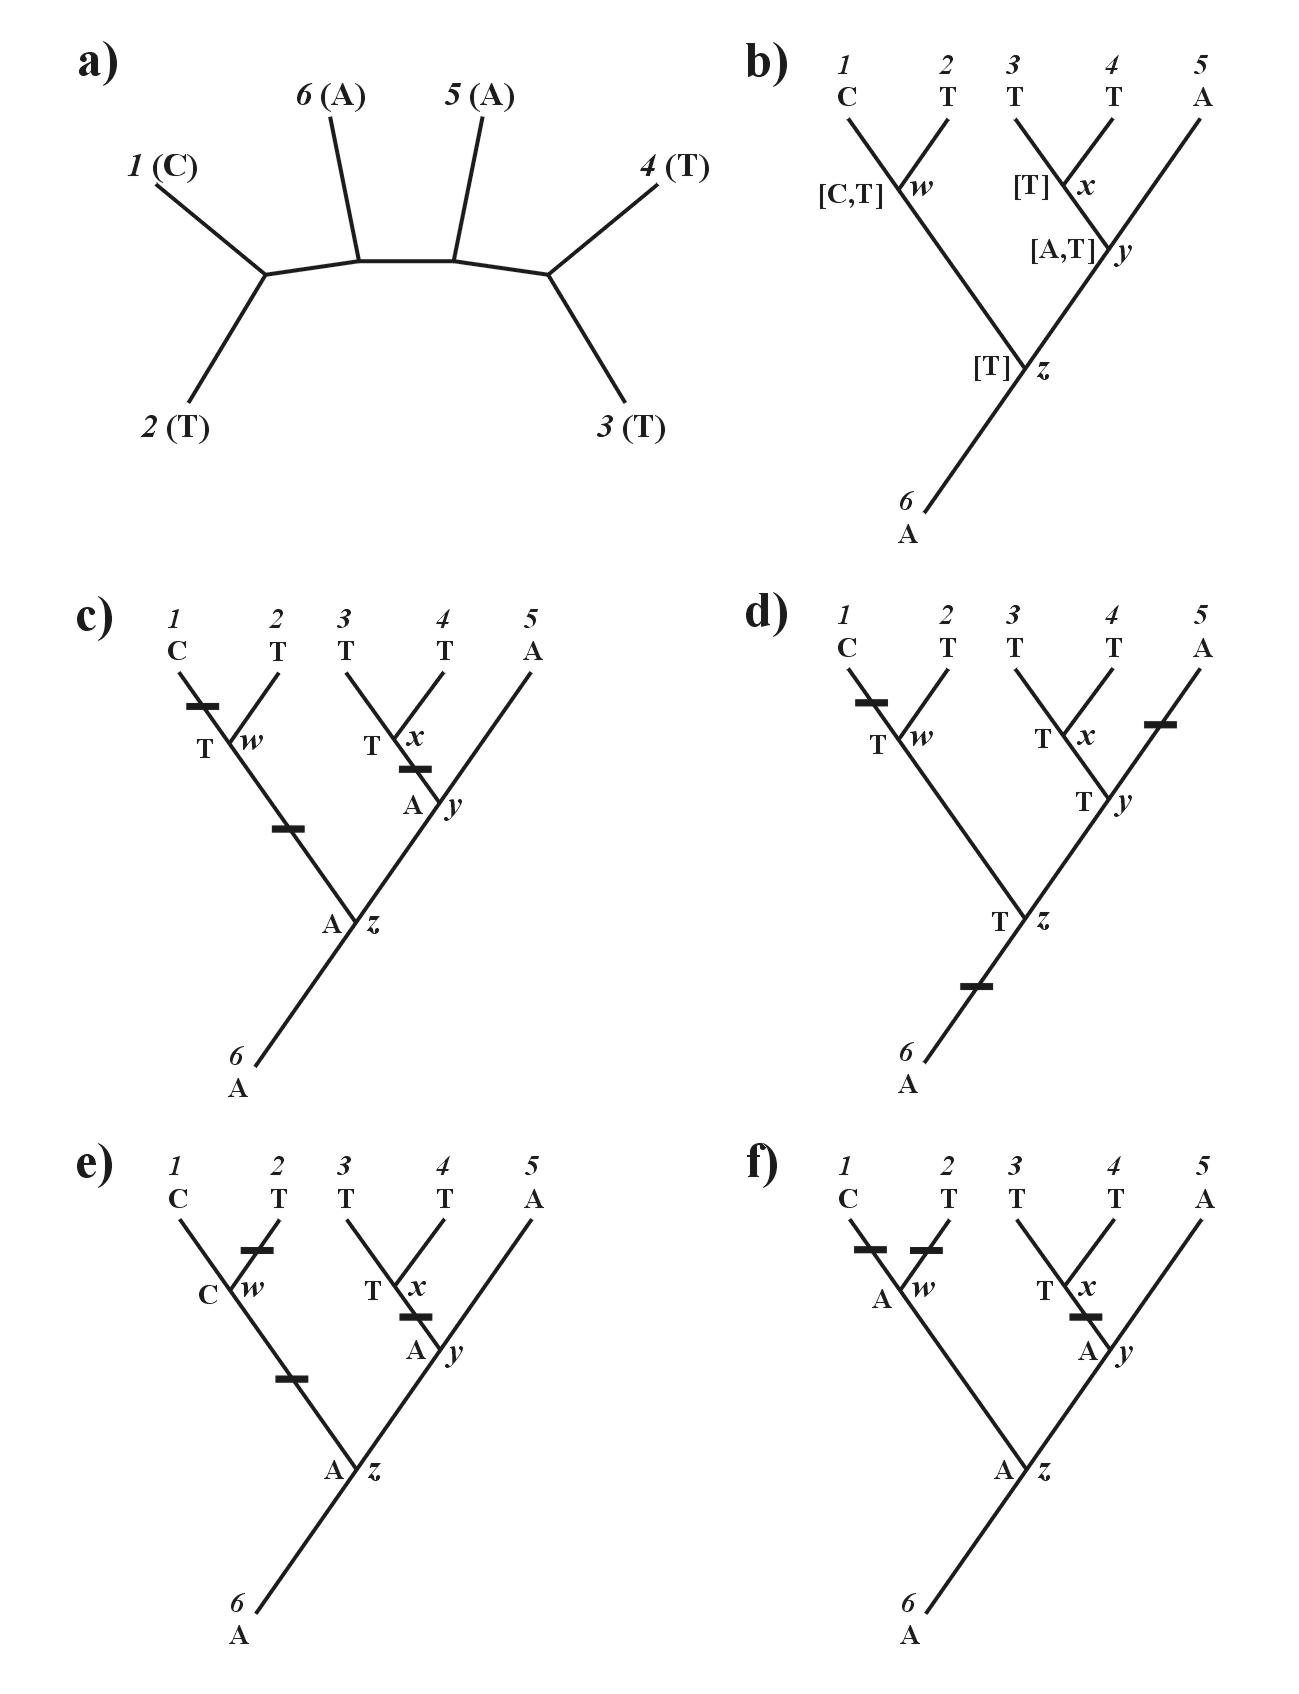 a)
6 (A) 5 (A)
1 (C) 4 (T)
2 (T) 3 (T)
b)
1 2 3 4 5
C T T T A
[C,T] w [T] x
[A,T] y
[T] z
6
A
c)
1 2 3 4 5
C T T T A
T w T x
A y
A z
6
A
d)
1 2 3 4 5
C T T T A
T w T x
T y
T z
6
A
e)
1 2 3 4 5
C T T T A
C w T x
A y
A z
6
A
f)
1 2 3 4 5
C T T T A
A w T x
A y
A z
6
A